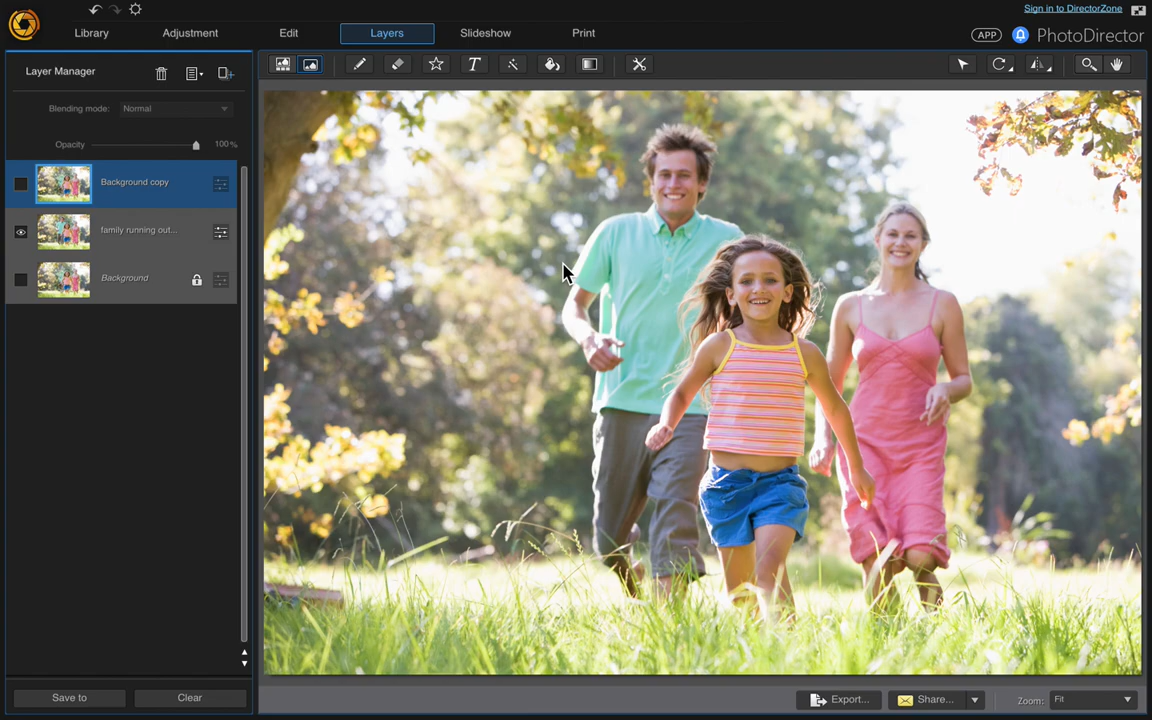 Sign in to DirectorZone
Library
Adjustment
Edit
Layers
Slideshow
Print
APP
PhotoDirector
Layer Manager
T
Blending mode: Normal
Opacity 100%
Background copy
family running out...
Background
Save to
Clear
Export...
Share...
Zoom: Fit